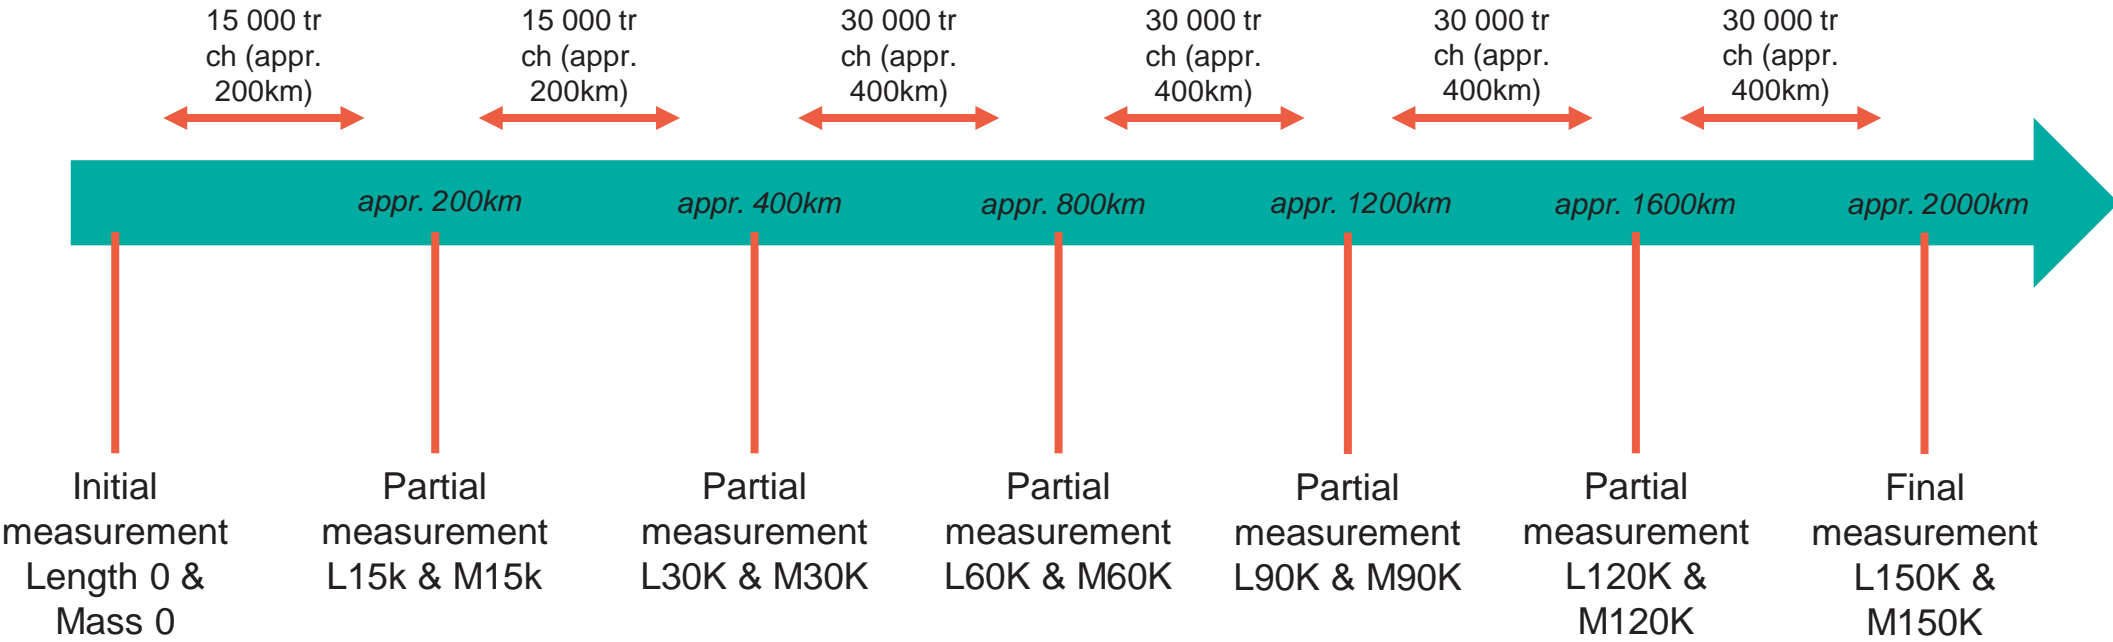 15 000 tr
ch (appr.
200km)
15 000 tr
ch (appr.
200km)
30 000 tr
ch (appr.
400km)
30 000 tr
ch (appr.
400km)
30 000 tr
ch (appr.
400km)
30 000 tr
ch (appr.
400km)
appr. 200km
appr. 400km
appr. 800km
appr. 1200km
appr. 1600km
appr. 2000km
Initial
measurement
Length 0 &
Mass 0
Partial
measurement
L15k & M15k
Partial
measurement
L30K & M30K
Partial
measurement
L60K & M60K
Partial
measurement
L90K & M90K
Partial
measurement
L120K &
M120K
Final
measurement
L150K &
M150K